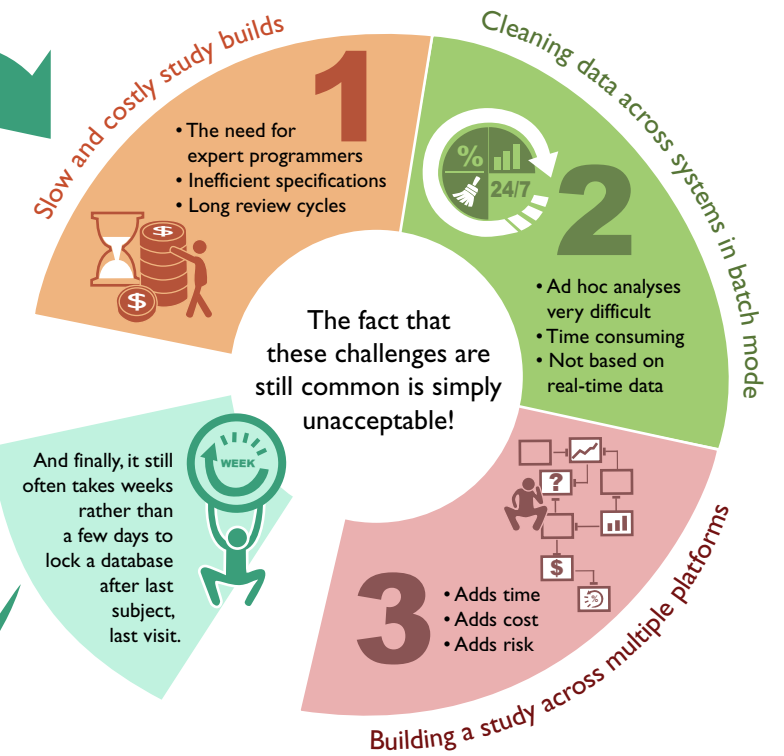 Slow and costly study builds
1
• The need for
expert programmers
• Inefficient specifications
• Long review cycles
$
$
Cleaning data across systems in batch mode
%
24/7
2
• Ad hoc analyses
very difficult
• Time consuming
• Not based on
real-time data
The fact that
these challenges are
still common is simply
unacceptable!
Building a study across multiple platforms
?
$
%
3
• Adds time
• Adds cost
• Adds risk
WEEK
And finally, it still
often takes weeks
rather than
a few days to
lock a database
after last
subject,
last visit.